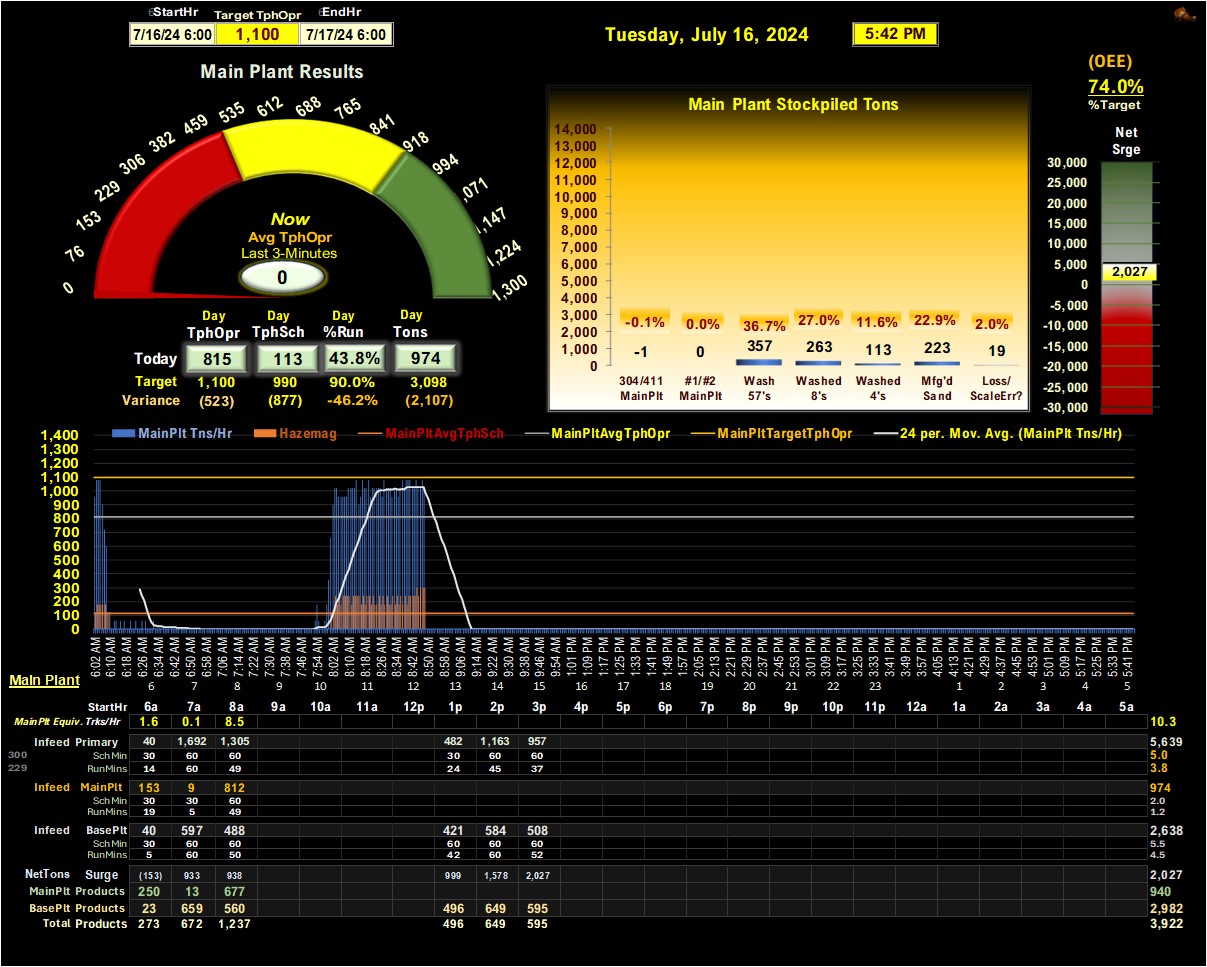 StartHr Target TphOpr EndHr
7/16/24 6:00 1,100 7/17/24 6:00
Tuesday, July 16, 2024 5:42 PM
(OEE)
74.0%
%Target
Main Plant Results
0 76 153 229 306 382 459 535 612 688 765 841 918 994 ,071 ,147 1,224 1,300
Now
Avg TphOpr
Last 3-Minutes
0
Day Day Day Day
TphOpr TphSch %Run Tons
Today 815 113 43.8% 974
Target 1,100 990 90.0% 3,098
Variance (523) (877) -46.2% (2,107)
Main Plant Stockpiled Tons
14,000
13,000
12,000
11,000
10,000
9,000
8,000
7,000
6,000
5,000
4,000
3,000
2,000
1,000
0
-0.1% 0.0% 36.7% 27.0% 11.6% 22.9% 2.0%
-1 0 357 263 113 223 19
304/411 #1/#2 Wash Washed Washed Mfg'd Loss/
MainPlt MainPlt 57's 8's 4's Sand ScaleErr?
Net
Srge
30,000
25,000
20,000
15,000
10,000
5,000
2,027
0
-5,000
-10,000
-15,000
-20,000
-25,000
-30,000
MainPlt Tns/Hr Hazemag MainPltAvgTphSch MainPltAvgTphOpr MainPltTargetTphOpr 24 per. Mov. Avg. (MainPlt Tns/Hr)
1,400
1,300
1,200
1,100
1,000
900
800
700
600
500
400
300
200
100
0
6:02 AM 6:10 AM 6:18 AM 6:26 AM 6:34 AM 6:42 AM 6:50 AM 6:58 AM 7:06 AM 7:14 AM 7:22 AM 7:30 AM 7:38 AM 7:46 AM 7:54 AM 8:02 AM 8:10 AM 8:18 AM 8:26 AM 8:34 AM 8:42 AM 8:50 AM 8:58 AM 9:06 AM 9:14 AM 9:22 AM 9:30 AM 9:38 AM 9:46 AM 9:54 AM 1:01 PM 1:09 PM 1:17 PM 1:25 PM 1:33 PM 1:41 PM 1:49 PM 1:57 PM 2:05 PM 2:13 PM 2:21 PM 2:29 PM 2:37 PM 2:45 PM 2:53 PM 3:01 PM 3:09 PM 3:17 PM 3:25 PM 3:33 PM 3:41 PM 3:49 PM 3:57 PM 4:05 PM 4:13 PM 4:21 PM 4:29 PM 4:37 PM 4:45 PM 4:53 PM 5:01 PM 5:09 PM 5:17 PM 5:25 PM 5:33 PM 5:41 PM
Main Plant 6 7 8 9 10 11 12 13 14 15 16 17 18 19 20 21 22 23 1 2 3 4 5
StartHr 6a 7a 8a 9a 10a 11a 12p 1p 2p 3p 4p 5p 6p 7p 8p 9p 10p 11p 12a 1a 2a 3a 4a 5a
MainPlt Equiv. Trks/Hr 1.6 0.1 8.5 10.3
Infeed Primary 40 1,692 1,305 482 1,163 957 5,639
300 SchMin 30 60 60 30 60 60 5.0
229 RunMins 14 60 49 24 45 37 3.8
Infeed MainPlt 153 9 812 974
SchMin 30 30 60 2.0
RunMins 19 5 49 1.2
Infeed BasePlt 40 597 488 421 584 508 2,638
SchMin 30 60 60 60 60 60 5.5
RunMins 5 60 50 42 60 52 4.5
NetTons Surge (153) 933 938 999 1,578 2,027 2,027
MainPlt Products 250 13 677 940
BasePlt Products 23 659 560 496 649 595 2,982
Total Products 273 672 1,237 496 649 595 3,922